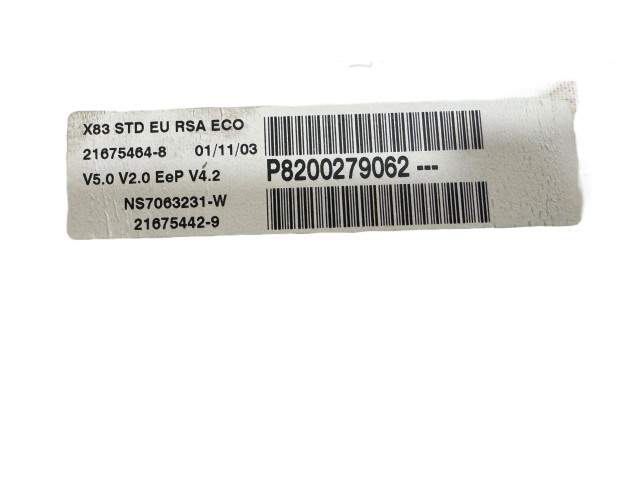 X83 STD EU RSA ECO
21675464-8 01/11/03
V5.0 V2.0 EeP V4.2
P8200279062 ---
NS7063231-W
21675442-9